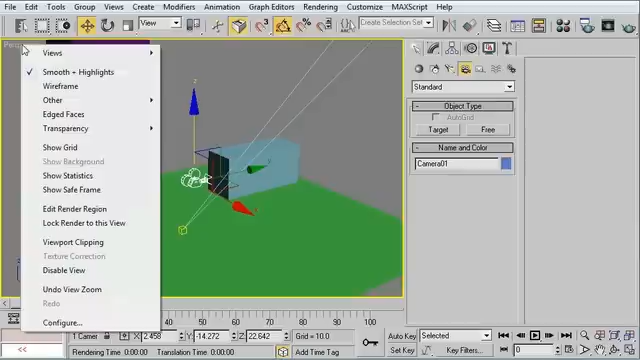 File Edit Tools Group Views Create Modifiers Animation Graph Editors Rendering Customize MAXScript Help
View
Create Selection Set
Views
Smooth + Highlights
Wireframe
Other
Edged Faces
Transparency
Show Grid
Show Background
Show Statistics
Show Safe Frame
Edit Render Region
Lock Render to this View
Viewport Clipping
Texture Correction
Disable View
Undo View Zoom
Redo
Configure...
Standard
Object Type
AutoGrid
Target Free
Name and Color
Camera01
40 50 60 70 80 90 100
1 Camer X 2.458 Y -14.272 Z 22.642 Grid = 10.0
Auto Key Selected
<< Rendering Time 0:00:00 Translation Time 0:00:00 Add Time Tag
Set Key Key Filters... 0